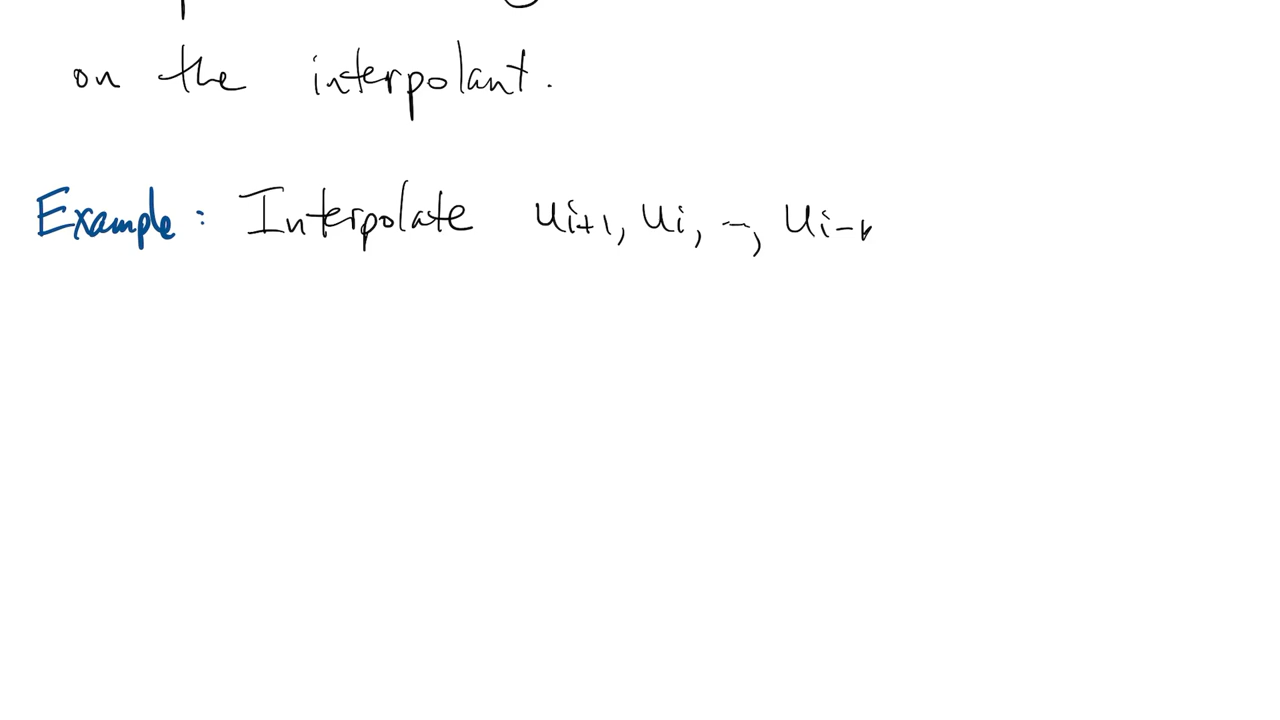 on the interpolant.
Example: Interpolate u_{i+1}, u_i, ..., u_{i-